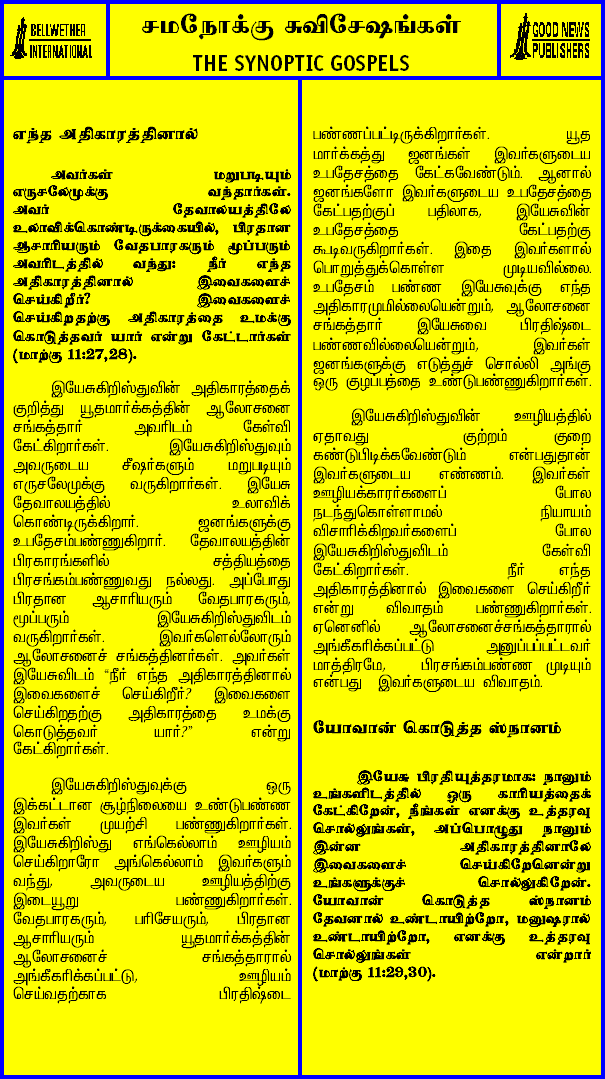 BELLWETHER
INTERNATIONAL
சமநோக்கு சுவிசேஷங்கள்
THE SYNOPTIC GOSPELS
GOOD NEWS
PUBLISHERS
எந்த அதிகாரத்தினால்
அவர்கள் மறுபடியும்
எருசலேமுக்கு வந்தார்கள்.
அவர் தேவாலயத்திலே
உலாவிக்கொண்டிருக்கையில், பிரதான
ஆசாரியரும் வேதபாரகரும் மூப்பரும்
அவரிடத்தில் வந்து: நீர் எந்த
அதிகாரத்தினால் இவைகளைச்
செய்கிறீர்? இவைகளைச்
செய்கிறதற்கு அதிகாரத்தை உமக்கு
கொடுத்தவர் யார் என்று கேட்டார்கள்
(மாற்கு 11:27,28).
இயேசுகிறிஸ்துவின் அதிகாரத்தைக்
குறித்து யூதமார்க்கத்தின் ஆலோசனை
சங்கத்தார் அவரிடம் கேள்வி
கேட்கிறார்கள். இயேசுகிறிஸ்துவும்
அவருடைய சீஷர்களும் மறுபடியும்
எருசலேமுக்கு வருகிறார்கள். இயேசு
தேவாலயத்தில் உலாவிக்
கொண்டிருக்கிறார். ஜனங்களுக்கு
உபதேசம்பண்ணுகிறார். தேவாலயத்தின்
பிரகாரங்களில் சத்தியத்தை
பிரசங்கம்பண்ணுவது நல்லது. அப்போது
பிரதான ஆசாரியரும் வேதபாரகரும்,
மூப்பரும் இயேசுகிறிஸ்துவிடம்
வருகிறார்கள். இவர்களெல்லோரும்
ஆலோசனைச் சங்கத்தினர்கள். அவர்கள்
இயேசுவிடம் "நீர் எந்த அதிகாரத்தினால்
இவைகளைச் செய்கிறீர்? இவைகளை
செய்கிறதற்கு அதிகாரத்தை உமக்கு
கொடுத்தவர் யார்?" என்று
கேட்கிறார்கள்.
இயேசுகிறிஸ்துவுக்கு ஒரு
இக்கட்டான சூழ்நிலையை உண்டுபண்ண
இவர்கள் முயற்சி பண்ணுகிறார்கள்.
இயேசுகிறிஸ்து எங்கெல்லாம் ஊழியம்
செய்கிறாரோ அங்கெல்லாம் இவர்களும்
வந்து, அவருடைய ஊழியத்திற்கு
இடையூறு பண்ணுகிறார்கள்.
வேதபாரகரும், பரிசேயரும், பிரதான
ஆசாரியரும் யூதமார்க்கத்தின்
ஆலோசனைச் சங்கத்தாரால்
அங்கீகரிக்கப்பட்டு, ஊழியம்
செய்வதற்காக பிரதிஷ்டை
பண்ணப்பட்டிருக்கிறார்கள். யூத
மார்க்கத்து ஜனங்கள் இவர்களுடைய
உபதேசத்தை கேட்கவேண்டும். ஆனால்
ஜனங்களோ இவர்களுடைய உபதேசத்தை
கேட்பதற்குப் பதிலாக, இயேசுவின்
உபதேசத்தை கேட்பதற்கு
கூடிவருகிறார்கள். இதை இவர்களால்
பொறுத்துக்கொள்ள முடியவில்லை.
உபதேசம் பண்ண இயேசுவுக்கு எந்த
அதிகாரமுமில்லையென்றும், ஆலோசனை
சங்கத்தார் இயேசுவை பிரதிஷ்டை
பண்ணவில்லையென்றும், இவர்கள்
ஜனங்களுக்கு எடுத்துச் சொல்லி அங்கு
ஒரு குழப்பத்தை உண்டுபண்ணுகிறார்கள்.
இயேசுகிறிஸ்துவின் ஊழியத்தில்
ஏதாவது குற்றம் குறை
கண்டுபிடிக்கவேண்டும் என்பதுதான்
இவர்களுடைய எண்ணம். இவர்கள்
ஊழியக்காரர்களைப் போல
நடந்துகொள்ளாமல் நியாயம்
விசாரிக்கிறவர்களைப் போல
இயேசுகிறிஸ்துவிடம் கேள்வி
கேட்கிறார்கள். நீர் எந்த
அதிகாரத்தினால் இவைகளை செய்கிறீர்
என்று விவாதம் பண்ணுகிறார்கள்.
ஏனெனில் ஆலோசனைச்சங்கத்தாரால்
அங்கீகரிக்கப்பட்டு அனுப்பப்பட்டவர்
மாத்திரமே, பிரசங்கம்பண்ண முடியும்
என்பது இவர்களுடைய விவாதம்.
யோவான் கொடுத்த ஸ்நானம்
இயேசு பிரதியுத்தரமாக: நானும்
உங்களிடத்தில் ஒரு காரியத்தைக்
கேட்கிறேன், நீங்கள் எனக்கு உத்தரவு
சொல்லுங்கள், அப்பொழுது நானும்
இன்ன அதிகாரத்தினாலே
இவைகளைச் செய்கிறேனென்று
உங்களுக்குச் சொல்லுகிறேன்.
யோவான் கொடுத்த ஸ்நானம்
தேவனால் உண்டாயிற்றோ, மனுஷரால்
உண்டாயிற்றோ, எனக்கு உத்தரவு
சொல்லுங்கள் என்றார்
(மாற்கு 11:29,30).